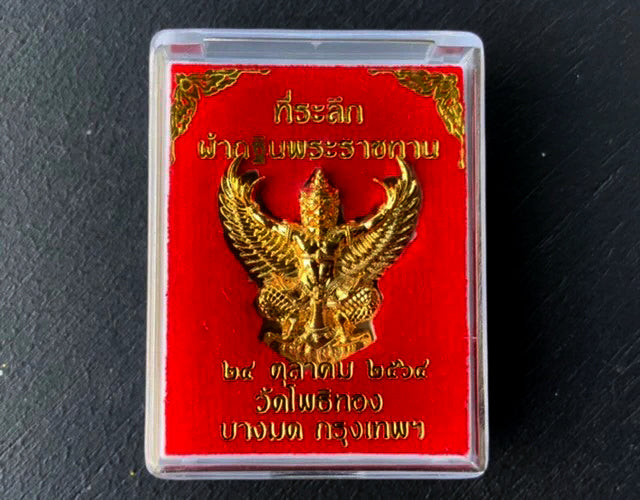 ที่ระลึก
ผ้ากฐินพระราชทาน
๒๔ ตุลาคม ๒๕๖๔
วัดโพธิทอง
บางมด กรุงเทพฯ